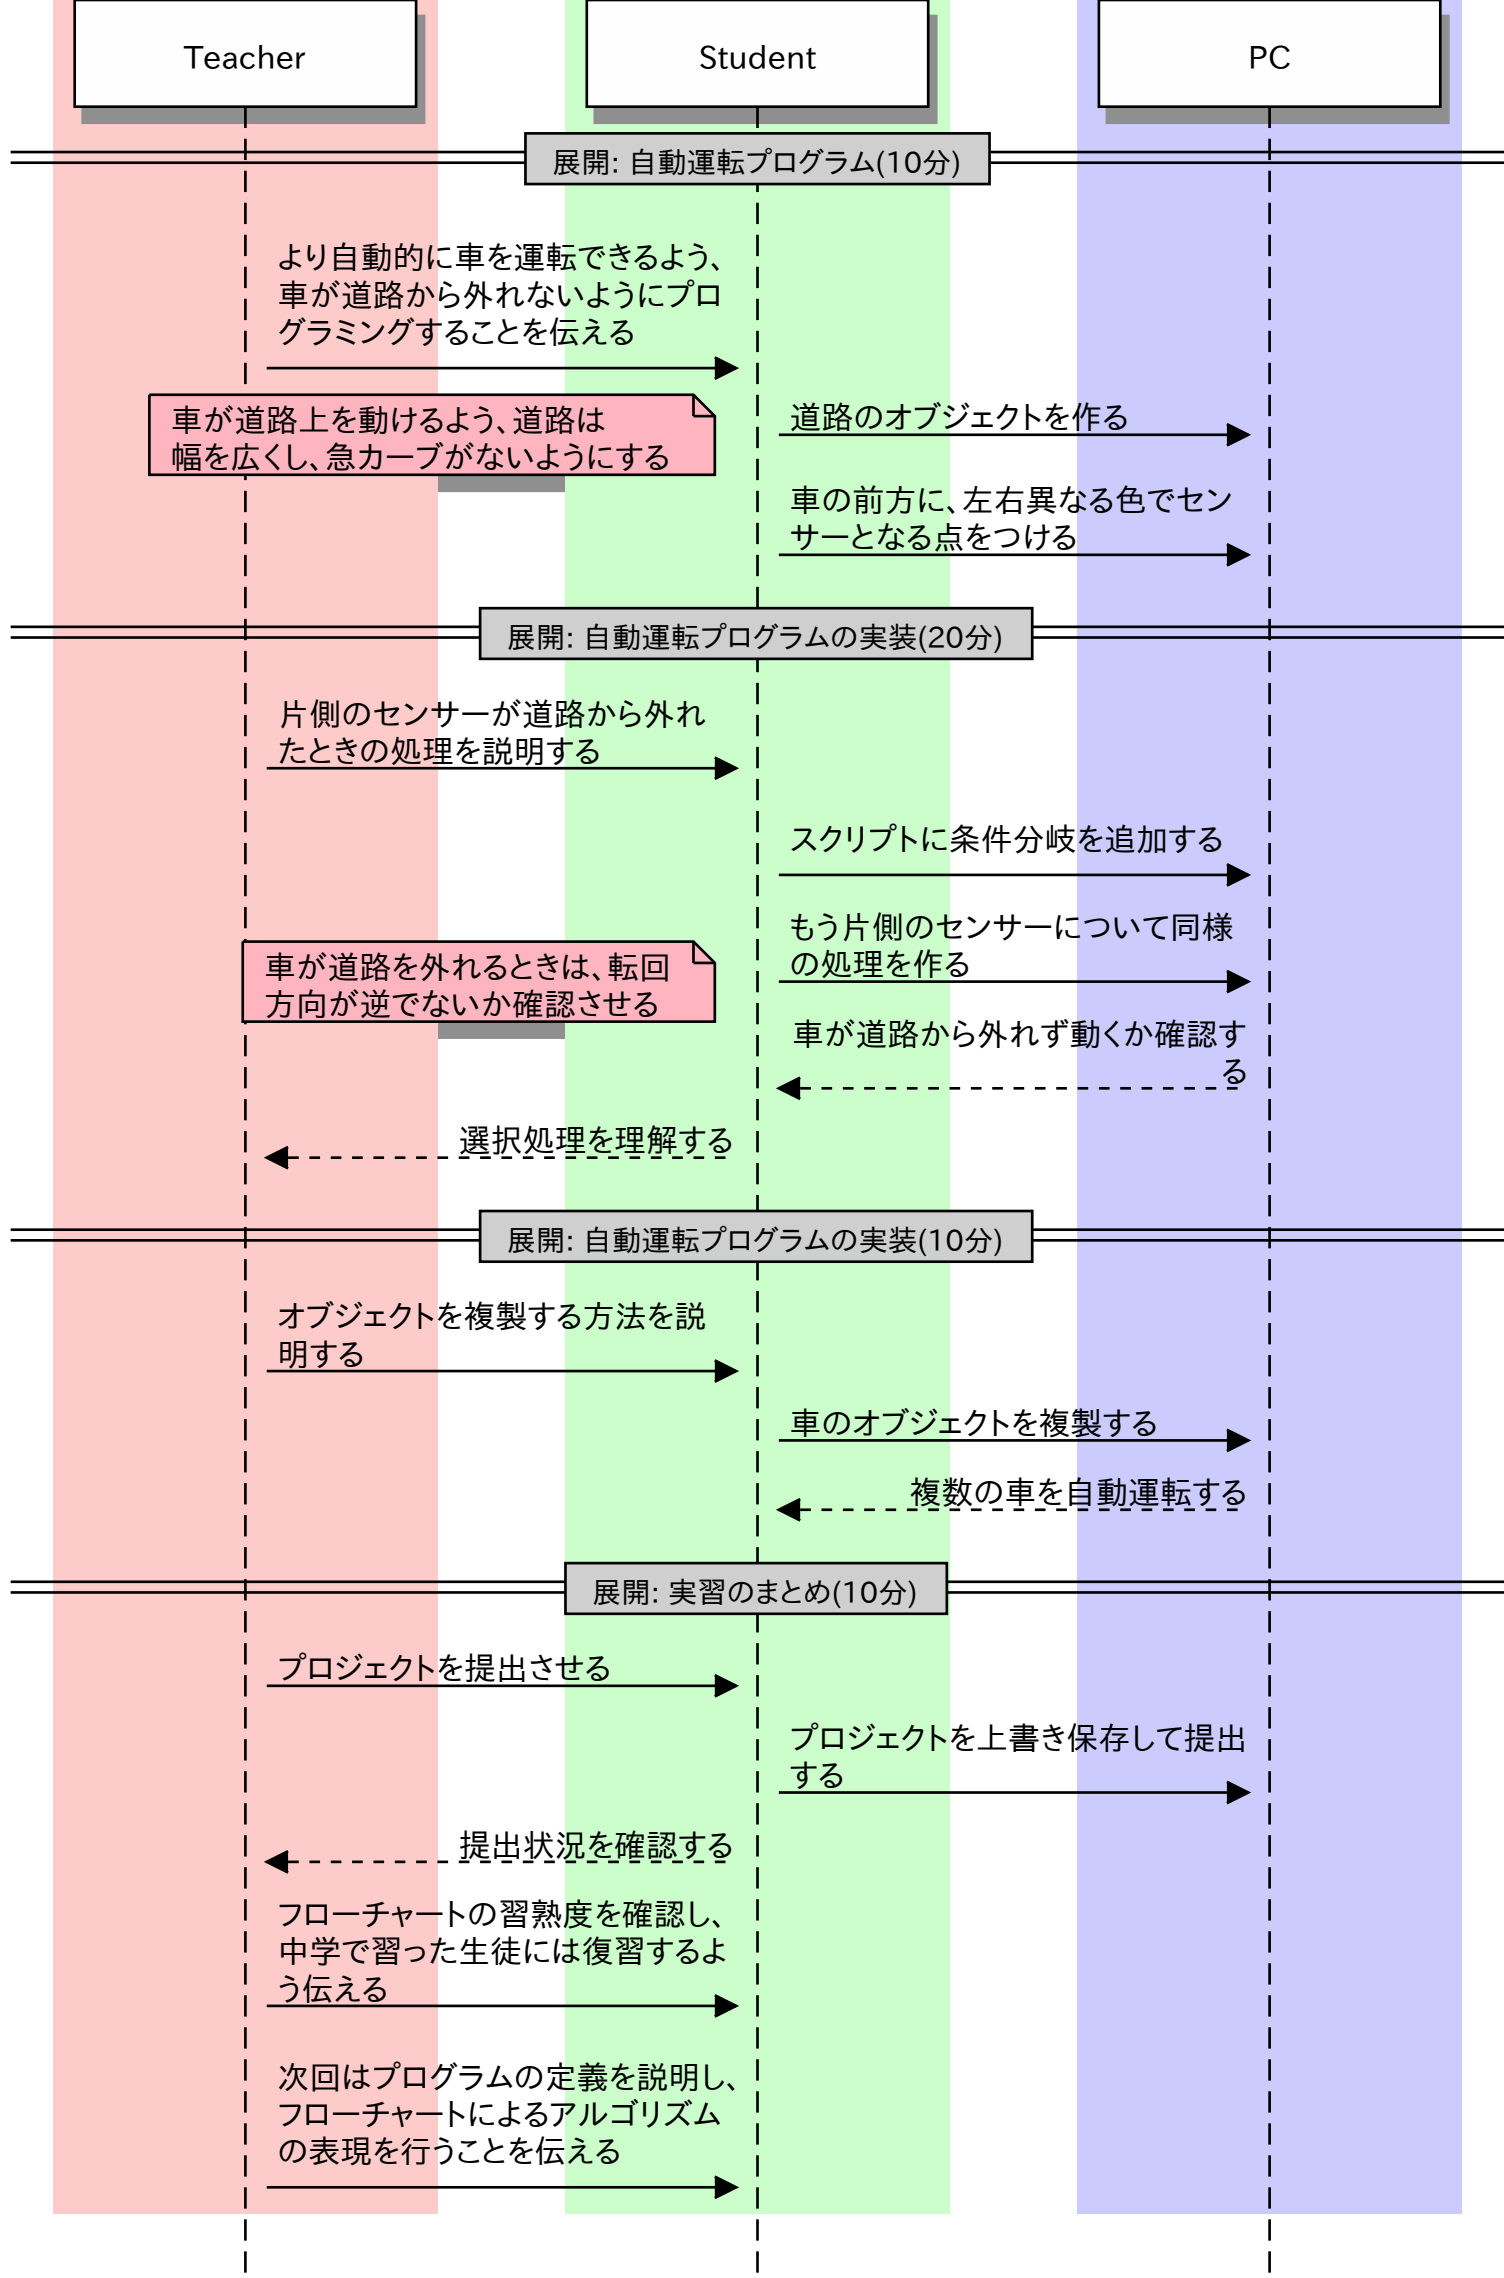 Teacher
Student
PC
展開: 自動運転プログラム(10分)
より自動的に車を運転できるよう、
車が道路から外れないようにプロ
グラミングすることを伝える
車が道路上を動けるよう、道路は
幅を広くし、急カーブがないようにする
道路のオブジェクトを作る
車の前方に、左右異なる色でセン
サーとなる点をつける
展開: 自動運転プログラムの実装(20分)
片側のセンサーが道路から外れ
たときの処理を説明する
スクリプトに条件分岐を追加する
もう片側のセンサーについて同様
の処理を作る
車が道路を外れるときは、転回
方向が逆でないか確認させる
車が道路から外れず動くか確認す
る
選択処理を理解する
展開: 自動運転プログラムの実装(10分)
オブジェクトを複製する方法を説
明する
車のオブジェクトを複製する
複数の車を自動運転する
展開: 実習のまとめ(10分)
プロジェクトを提出させる
プロジェクトを上書き保存して提出
する
提出状況を確認する
フローチャートの習熟度を確認し、
中学で習った生徒には復習するよ
う伝える
次回はプログラムの定義を説明し、
フローチャートによるアルゴリズム
の表現を行うことを伝える